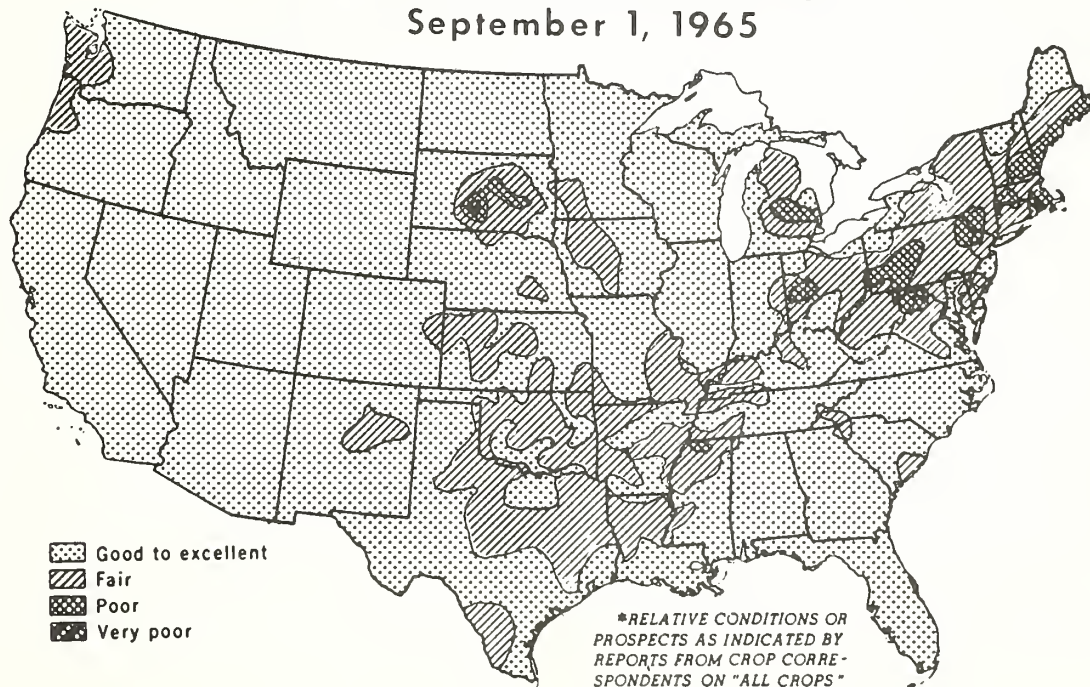 September 1, 1965
Good to excellent
Fair
Poor
Very poor
*RELATIVE CONDITIONS OR
PROSPECTS AS INDICATED BY
REPORTS FROM CROP CORRE-
SPONDENTS ON "ALL CROPS"